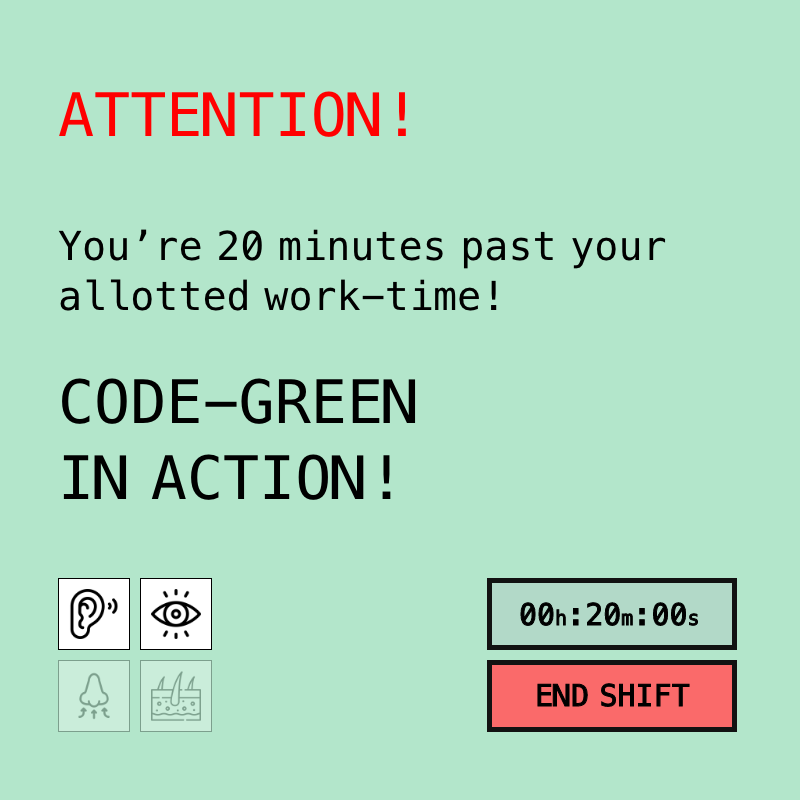 ATTENTION!
You’re 20 minutes past your
allotted work–time!
CODE–GREEN
IN ACTION!
00h:20m:00s
END SHIFT